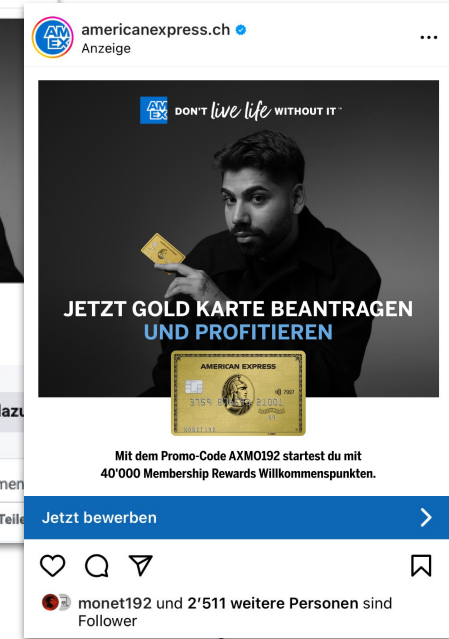 americanexpress.ch
Anzeige
AM
EX
DON'T live life WITHOUT IT™
JETZT GOLD KARTE BEANTRAGEN
UND PROFITIEREN
AMERICAN EXPRESS
Mit dem Promo-Code AXMO192 startest du mit
40'000 Membership Rewards Willkommenspunkten.
Jetzt bewerben
monet192 und 2'511 weitere Personen sind
Follower